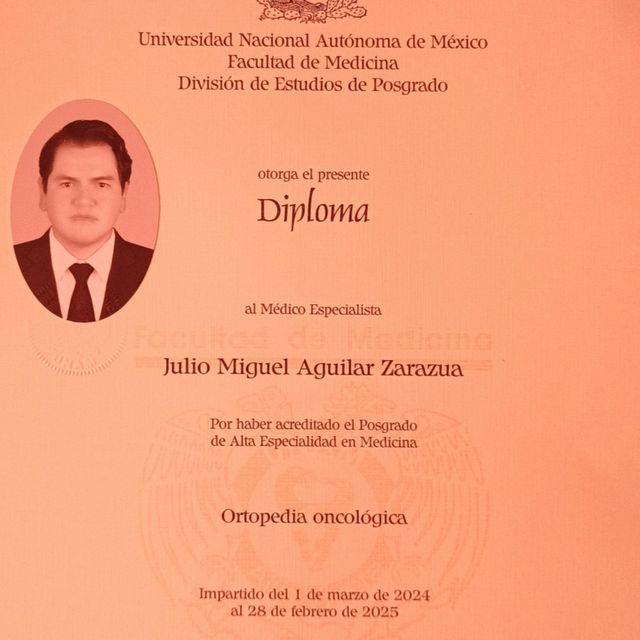 Universidad Nacional Autónoma de México
Facultad de Medicina
División de Estudios de Posgrado
otorga el presente
Diploma
al Médico Especialista
Facultad de Medicina
Julio Miguel Aguilar Zarazua
Por haber acreditado el Posgrado
de Alta Especialidad en Medicina
Ortopedia oncológica
Impartido del 1 de marzo de 2024
al 28 de febrero de 2025